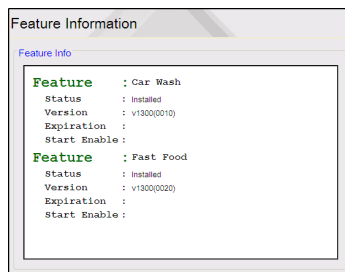 Feature Information
Feature Info
Feature : Car Wash
Status : Installed
Version : v1300(0010)
Expiration :
Start Enable :
Feature : Fast Food
Status : Installed
Version : v1300(0020)
Expiration :
Start Enable :